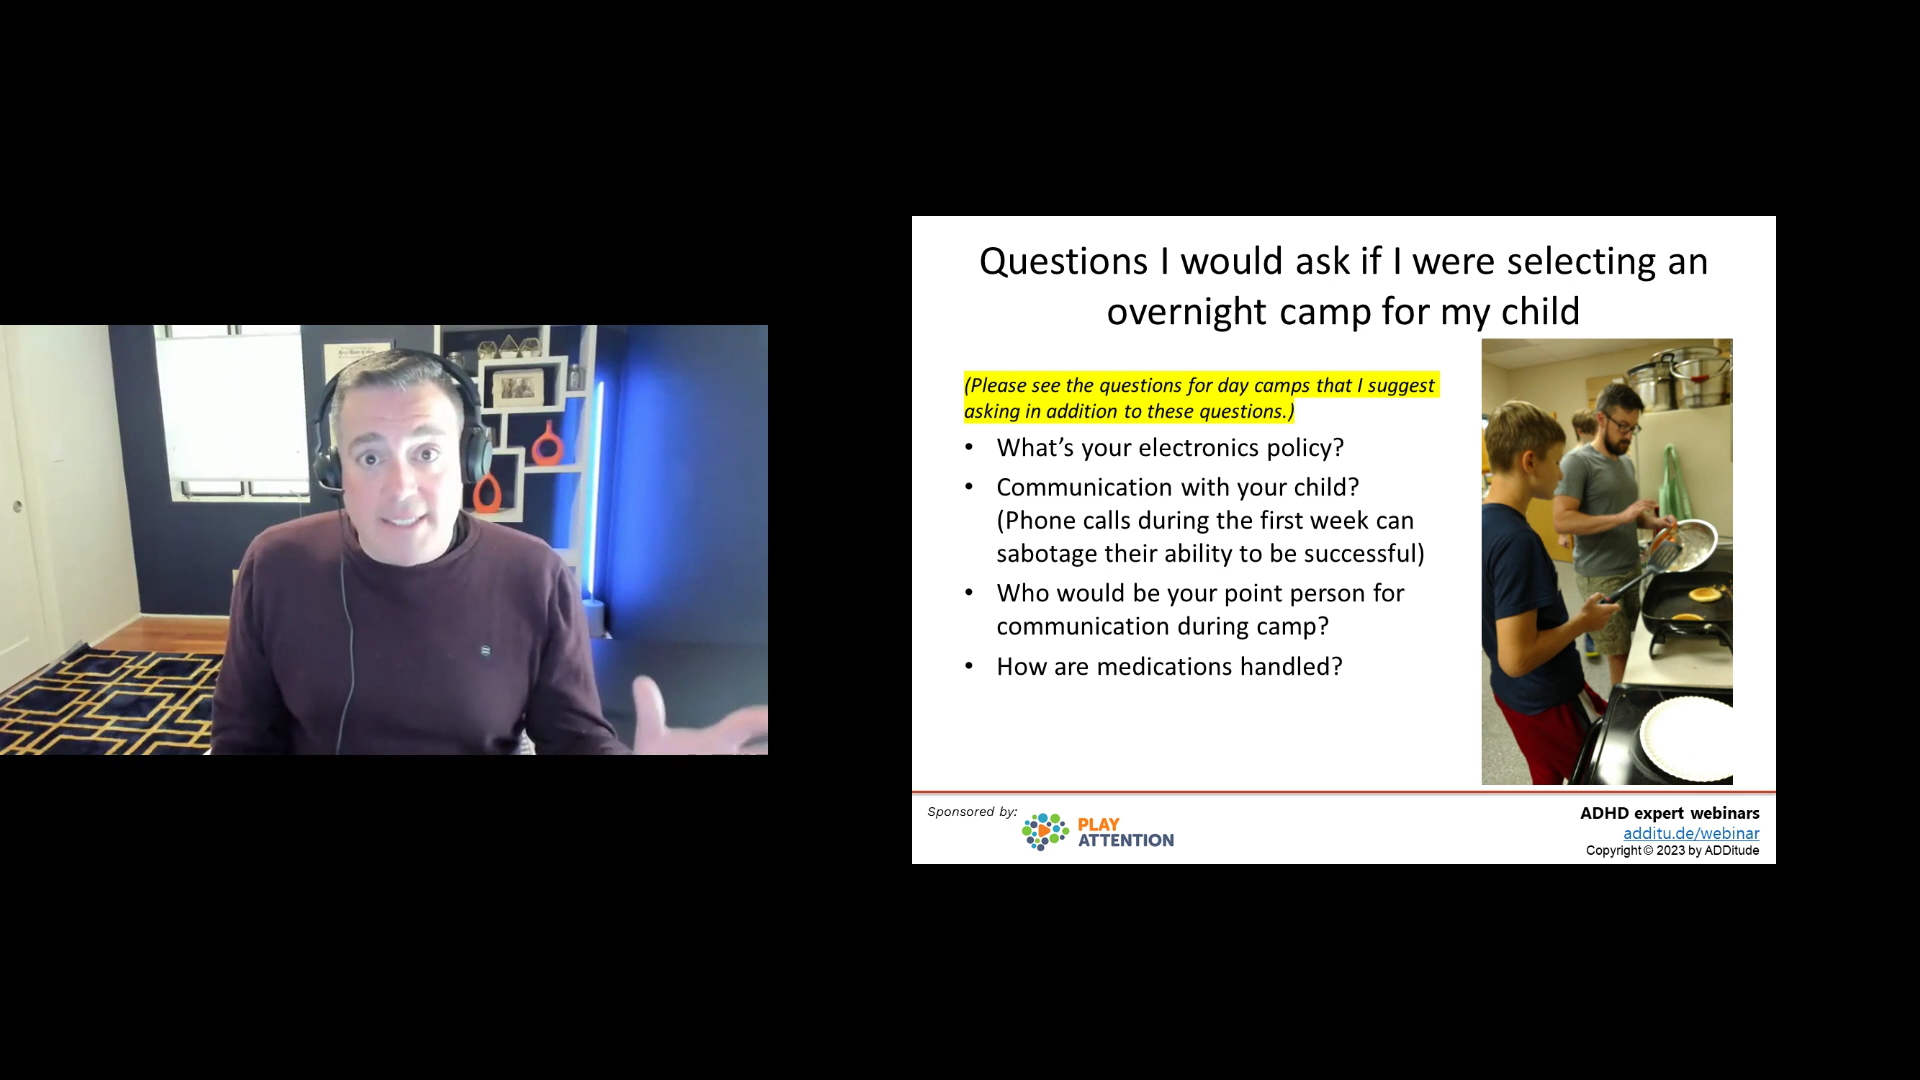 Questions I would ask if I were selecting an
overnight camp for my child
(Please see the questions for day camps that I suggest
asking in addition to these questions.)
• What’s your electronics policy?
• Communication with your child?
(Phone calls during the first week can
sabotage their ability to be successful)
• Who would be your point person for
communication during camp?
• How are medications handled?
Sponsored by:
PLAY
ATTENTION
ADHD expert webinars
additu.de/webinar
Copyright © 2023 by ADDitude